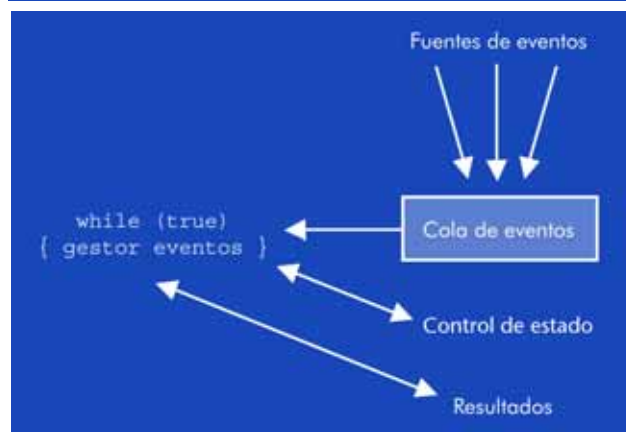 Fuentes de eventos
while (true)
{ gestor eventos }
Cola de eventos
Control de estado
Resultados